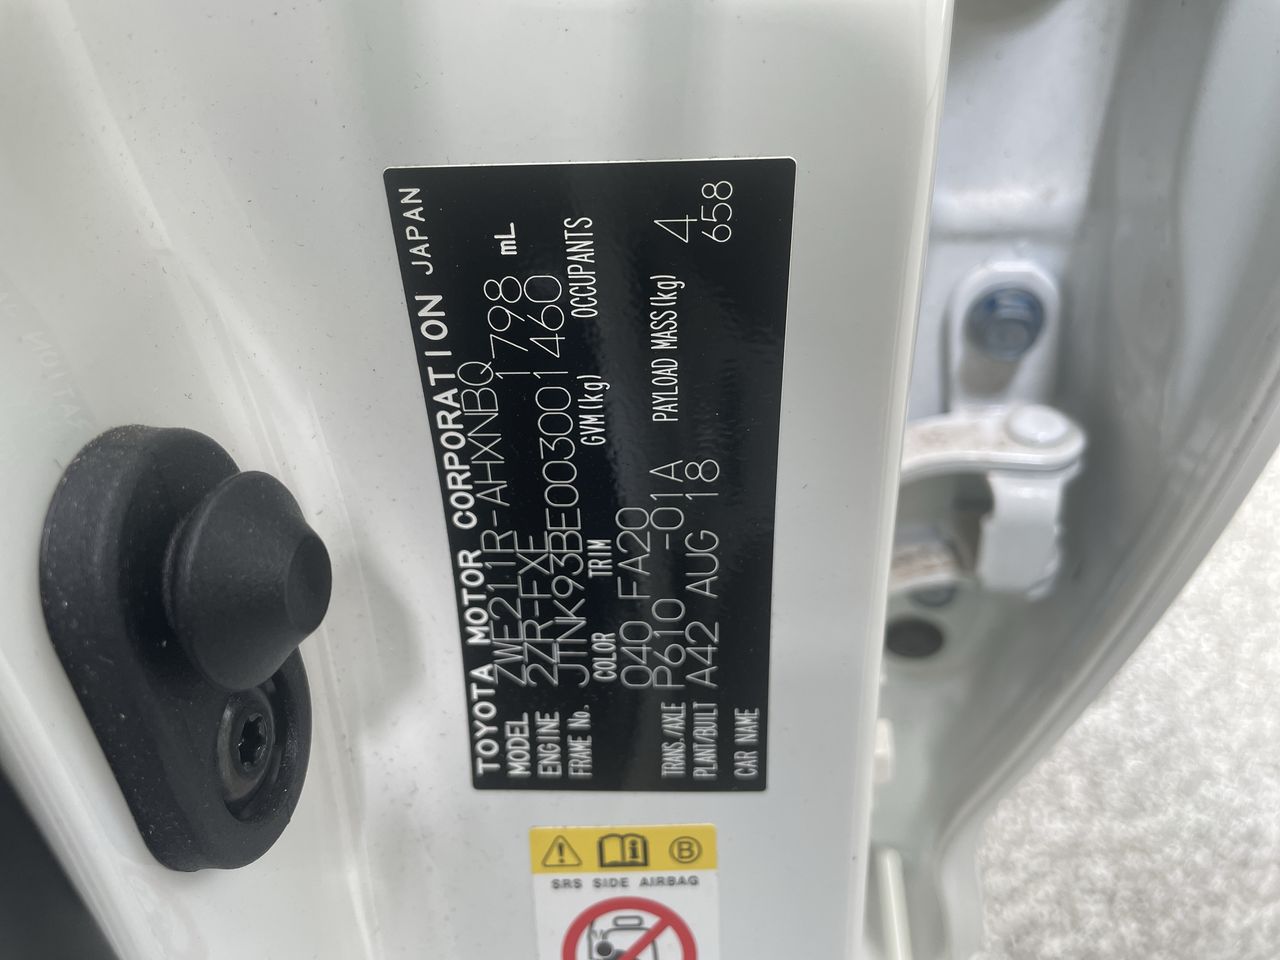 TOYOTA MOTOR CORPORATION JAPAN
MODEL ZWE211R-AHXNBQ
ENGINE 2ZR-FXE 1798 mL
FRAME No. JTNK93BE003001460
COLOR TRIM GVM(kg) OCCUPANTS
040 FA20
TRANS./AXLE P610 -01A PAYLOAD MASS(kg) 4
PLANT/BUILT A42 AUG 18 658
CAR NAME
B
SRS SIDE AIRBAG